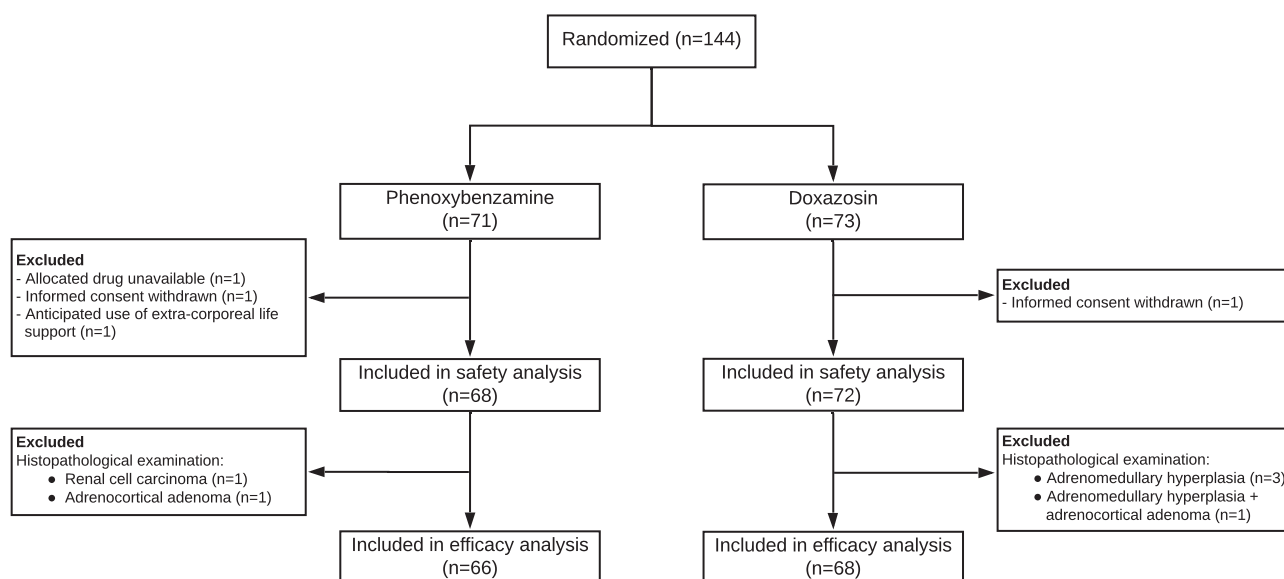 Randomized (n=144)
Phenoxybenzamine
(n=71)
Doxazosin
(n=73)
Excluded
- Allocated drug unavailable (n=1)
- Informed consent withdrawn (n=1)
- Anticipated use of extra-corporeal life
support (n=1)
Excluded
- Informed consent withdrawn (n=1)
Included in safety analysis
(n=68)
Included in safety analysis
(n=72)
Excluded
Histopathological examination:
● Renal cell carcinoma (n=1)
● Adrenocortical adenoma (n=1)
Excluded
Histopathological examination:
● Adrenomedullary hyperplasia (n=3)
● Adrenomedullary hyperplasia +
adrenocortical adenoma (n=1)
Included in efficacy analysis
(n=66)
Included in efficacy analysis
(n=68)